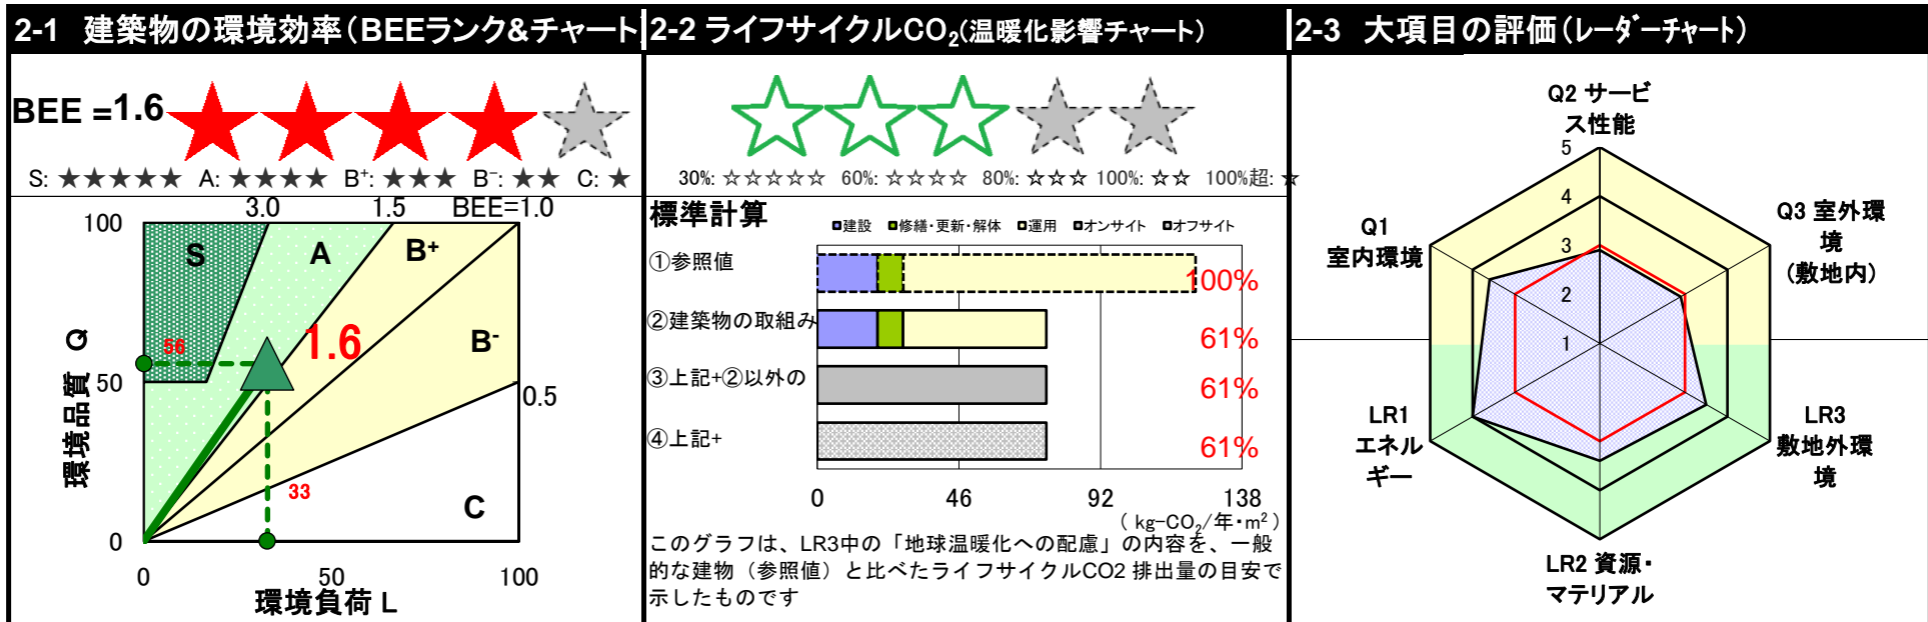 2-1 建築物の環境効率(BEEランク&チャート
BEE =1.6
S: ★★★★★ A: ★★★★ B+: ★★★ B-: ★★ C: ★
3.0 1.5 BEE=1.0
100
S
A
B+
B-
C
1.6
56
50
0.5
33
0
環境品質 Q
0 50 100
環境負荷 L
2-2 ライフサイクルCO2(温暖化影響チャート)
30%: ☆☆☆☆☆ 60%: ☆☆☆☆ 80%: ☆☆☆ 100%: ☆☆ 100%超: ☆
標準計算
建設 修繕・更新・解体 運用 オンサイト オフサイト
①参照値 100%
②建築物の取組み 61%
③上記+②以外の 61%
④上記+ 61%
0 46 92 138
( kg-CO2/年・m2 )
このグラフは、LR3中の「地球温暖化への配慮」の内容を、一般
的な建物(参照値)と比べたライフサイクルCO2 排出量の目安で
示したものです
2-3 大項目の評価(レーダーチャート)
Q2 サービ
ス性能
5
4
3
2
1
Q1
室内環境
Q3 室外環
境
(敷地内)
LR1
エネル
ギー
LR3
敷地外環
境
LR2 資源・
マテリアル